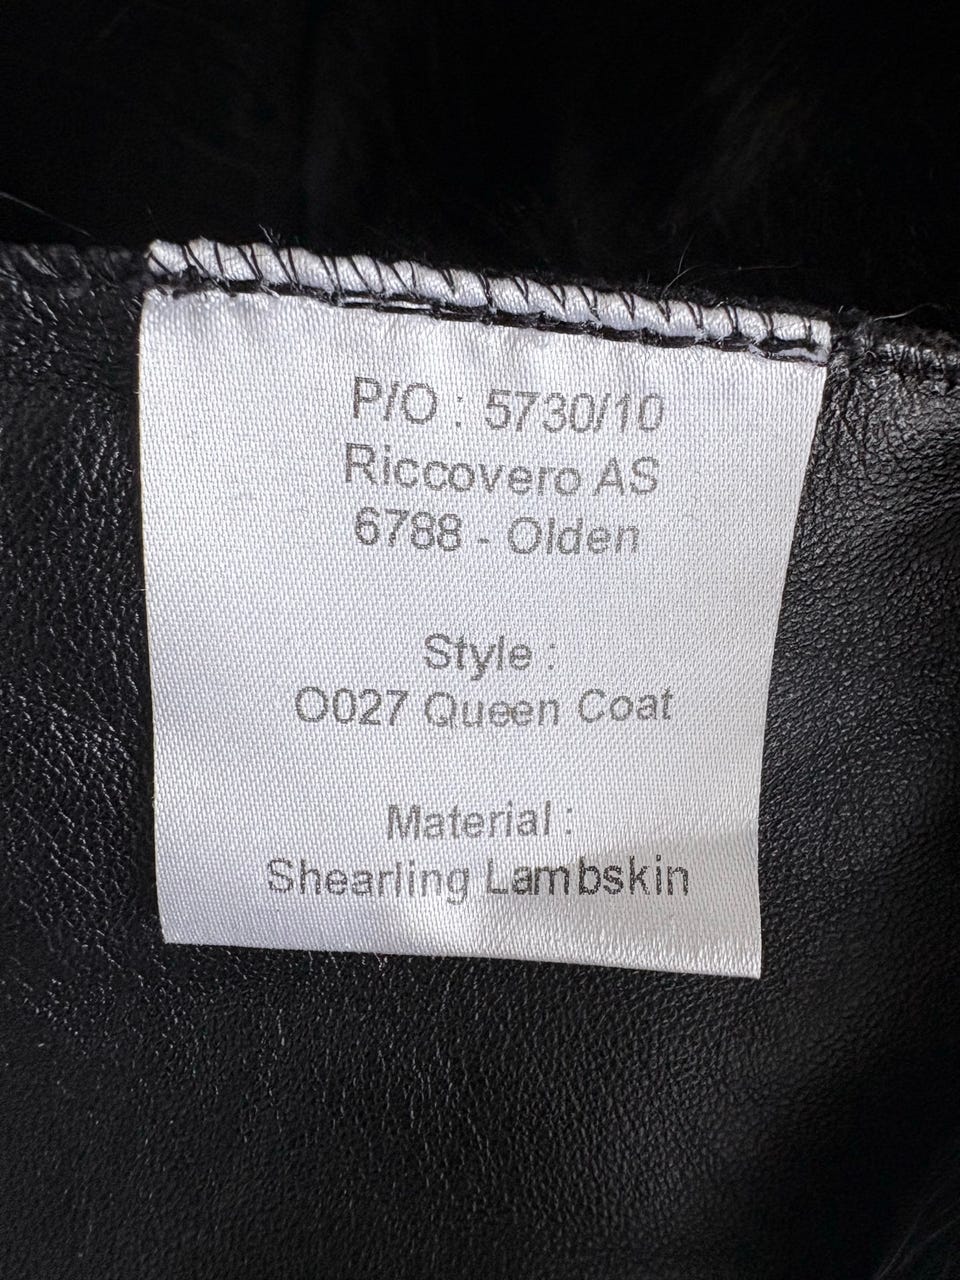 P/O : 5730/10
Riccovero AS
6788 - Olden
Style :
O027 Queen Coat
Material :
Shearling Lambskin